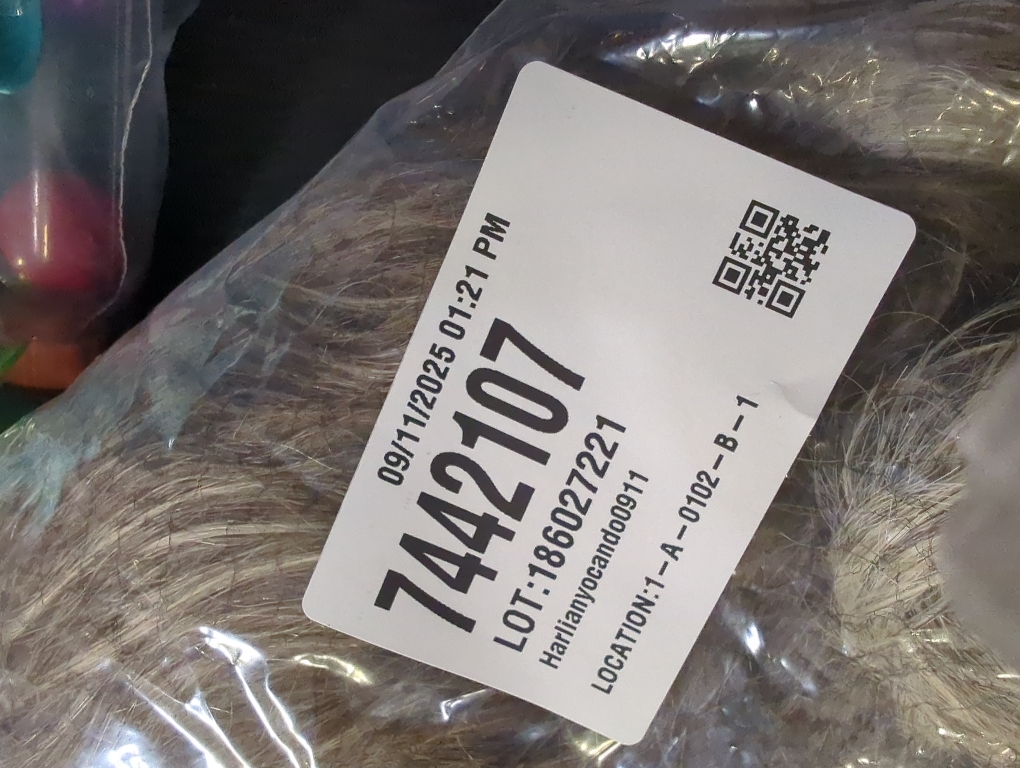 09/11/2025 01:21 PM
7442107
LOT:186027221
Harlianyocando0911
LOCATION:1-A-0102-B-1